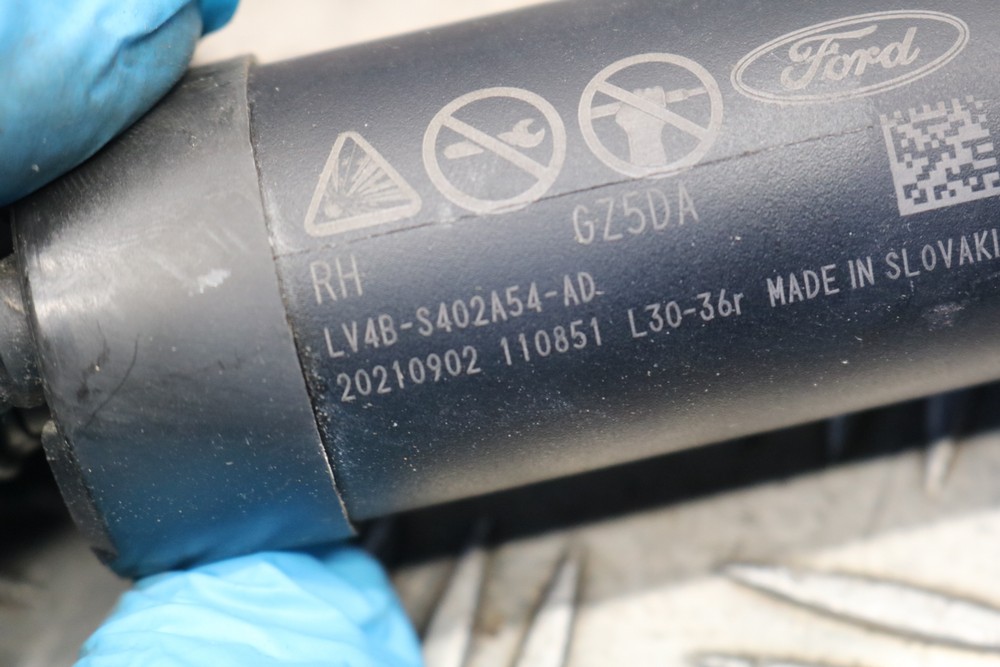 Ford
GZ5DA
RH
LV4B-S402A54-AD
20210902 110851 L30-36r MADE IN SLOVAKI